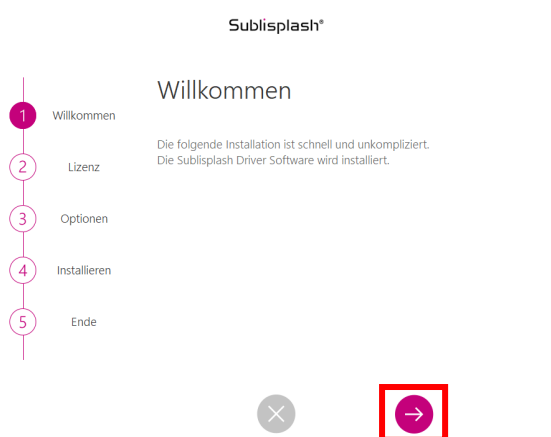 Sublisplash®
Willkommen
1 Willkommen
Die folgende Installation ist schnell und unkompliziert.
Die Sublisplash Driver Software wird installiert.
2 Lizenz
3 Optionen
4 Installieren
5 Ende